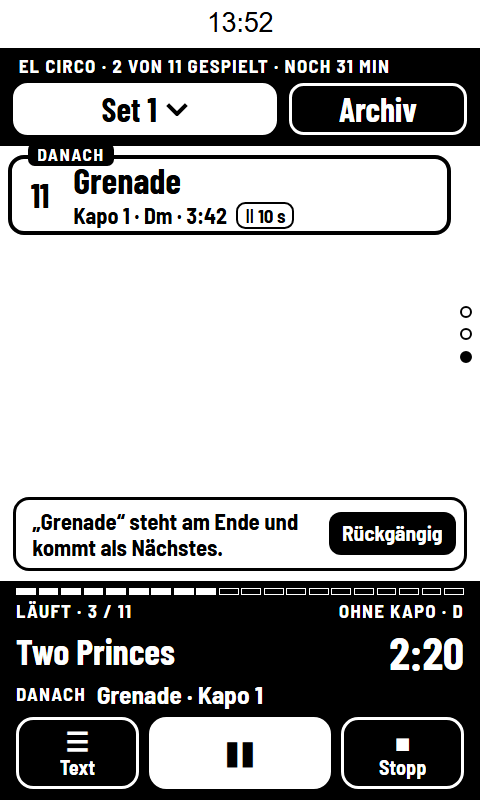 13:52
EL CIRCO · 2 VON 11 GESPIELT · NOCH 31 MIN
Set 1
Archiv
DANACH
11
Grenade
Kapo 1 · Dm · 3:42
10 s
„Grenade“ steht am Ende und
kommt als Nächstes.
Rückgängig
LÄUFT · 3 / 11
OHNE KAPO · D
Two Princes
2:20
DANACH Grenade · Kapo 1
Text
Stopp